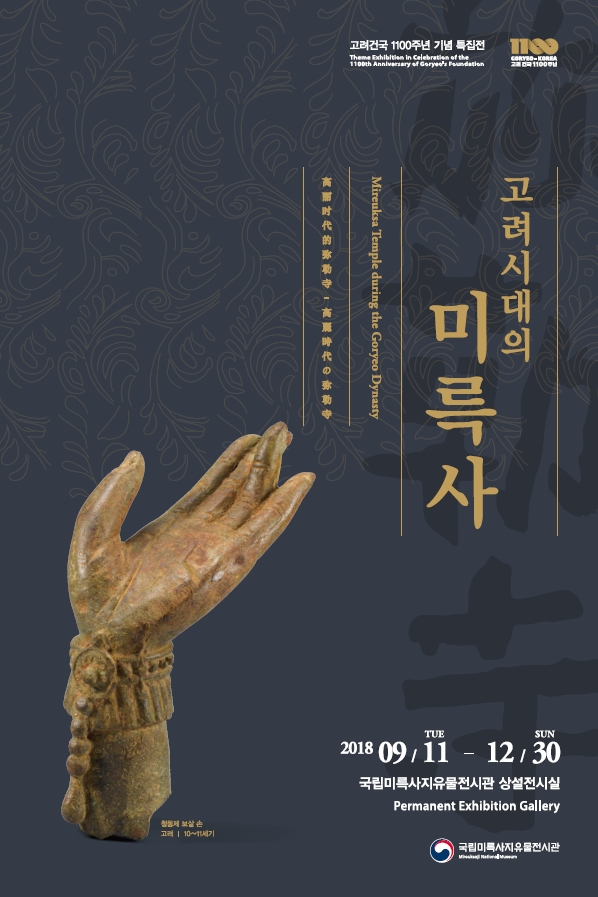 고려건국 1100주년 기념 특집전
Theme Exhibition in Celebration of the
1100th Anniversary of Goryeo's Foundation
1100
GORYEO-KOREA
고려 건국 1100주년
고려시대의
미륵사
Mireuksa Temple during the Goryeo Dynasty
高丽时代的弥勒寺 - 高麗時代の弥勒寺
彌勒寺
2018 09 / 11 TUE – 12 / 30 SUN
국립미륵사지유물전시관 상설전시실
Permanent Exhibition Gallery
청동제 보살 손
고려 | 10~11세기
국립미륵사지유물전시관
Mireuksaji National Museum